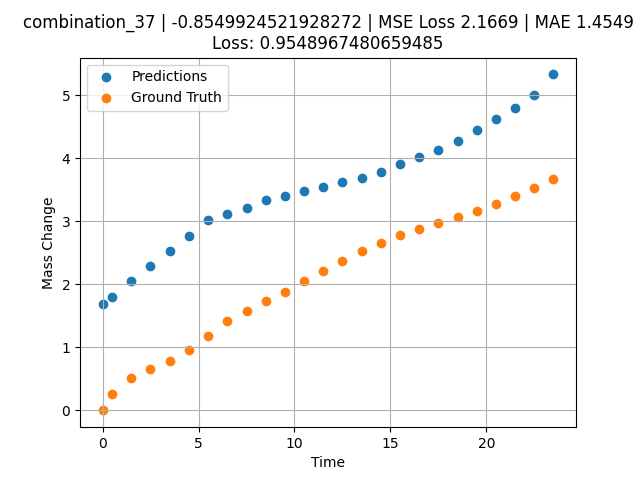 combination_37 | -0.8549924521928272 | MSE Loss 2.1669 | MAE 1.4549
Loss: 0.9548967480659485
Predictions
Ground Truth
5
4
3
2
1
0
Mass Change
0
5
10
15
20
Time